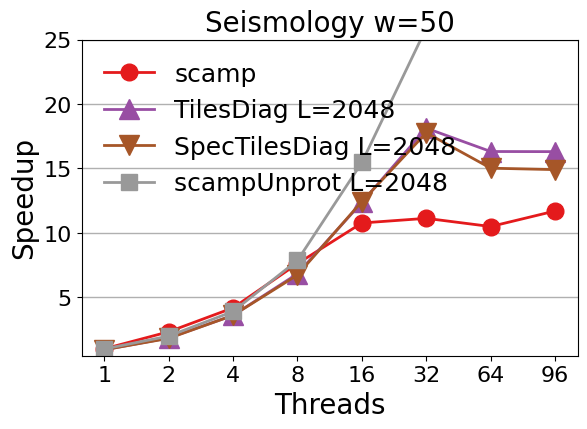 Seismology w=50
25
20
15
10
5
Speedup
scamp
TilesDiag L=2048
SpecTilesDiag L=2048
scampUnprot L=2048
1 2 4 8 16 32 64 96
Threads